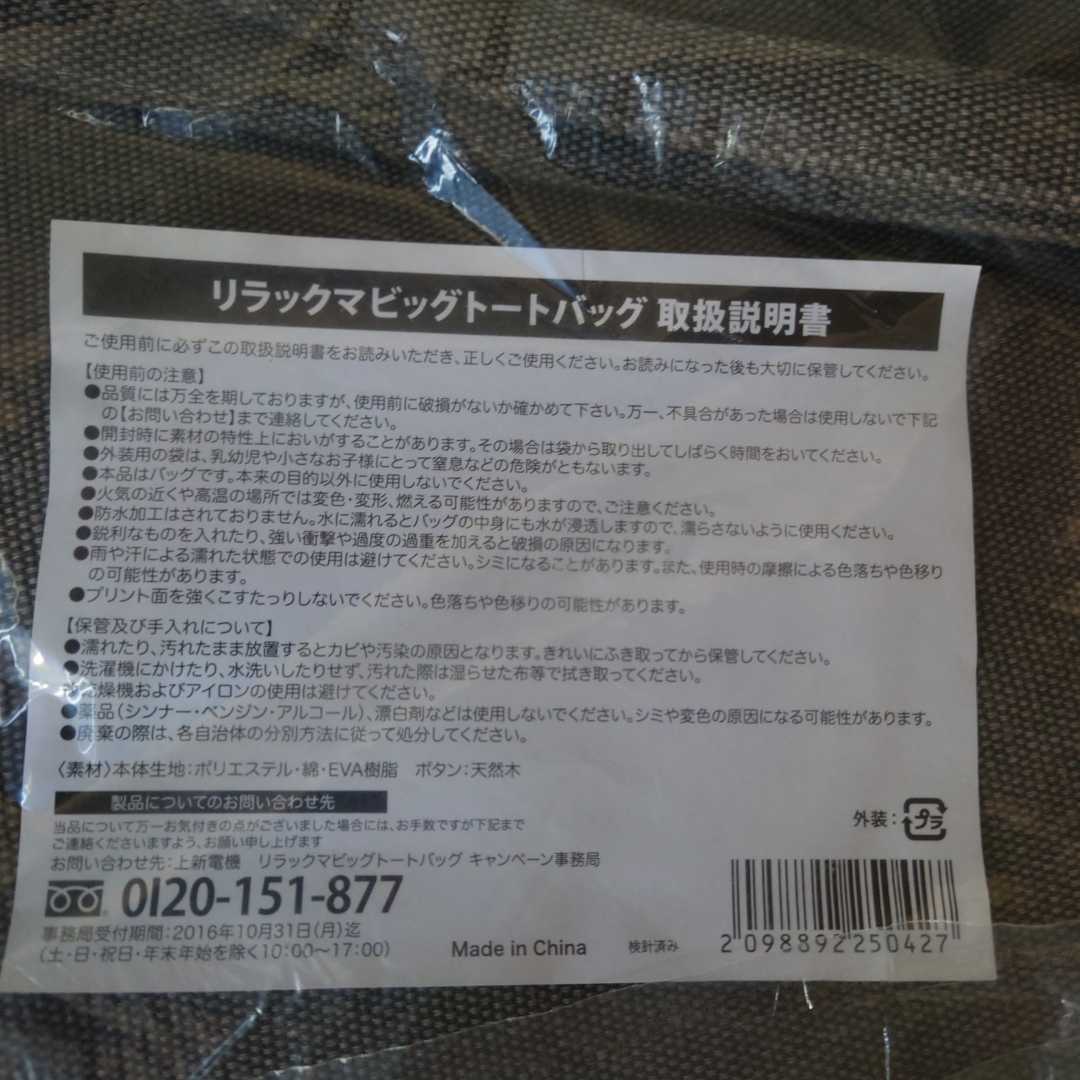 リラックマビッグトートバッグ 取扱説明書
ご使用前に必ずこの取扱説明書をお読みいただき、正しくご使用ください。お読みになった後も大切に保管してください。
【使用前の注意】
●品質には万全を期しておりますが、使用前に破損がないか確かめて下さい。万一、不具合があった場合は使用しないで下記
の【お問い合わせ】まで連絡してください。
●開封時に素材の特性上においがすることがあります。その場合は袋から取り出してしばらく時間をおいてください。
●外装用の袋は、乳幼児や小さなお子様にとって窒息などの危険がともないます。
●本品はバッグです。本来の目的以外に使用しないでください。
●火気の近くや高温の場所では変色・変形、燃える可能性がありますので、ご注意ください。
●防水加工はされておりません。水に濡れるとバッグの中身にも水が浸透しますので、濡らさないように使用ください。
●鋭利なものを入れたり、強い衝撃や過度の過重を加えると破損の原因になります。
●雨や汗による濡れた状態での使用は避けてください。シミになることがあります。また、使用時の摩擦による色落ちや色移り
の可能性があります。
●プリント面を強くこすたっりしないでください。色落ちや色移りの可能性があります。
【保管及び手入れについて】
●濡れたり、汚れたまま放置するとカビや汚染の原因となります。きれいにふき取ってから保管してください。
●洗濯機にかけたり、水洗いしたりせず、汚れた際は湿らせた布等で拭き取ってください。
●乾燥機およびアイロンの使用は避けてください。
●薬品（シンナー・ベンジン・アルコール）、漂白剤などは使用しないでください。シミや変色の原因になる可能性があります。
●廃棄の際は、各自治体の分別方法に従って処分してください。
〈素材〉本体生地：ポリエステル・綿・EVA樹脂　ボタン：天然木
製品についてのお問い合わせ先
当品について万一お気付きの点がございました場合には、お手数ですが下記まで
ご連絡くださいますよう、お願い申し上げます
お問い合わせ先：上新電機　リラックマビッグトートバッグ キャンペーン事務局
0120-151-877
事務局受付期間：2016年10月31日（月）迄
（土・日・祝日・年末年始を除く10：00〜17：00）
Made in China
検針済み
外装：プラ
2098892250427